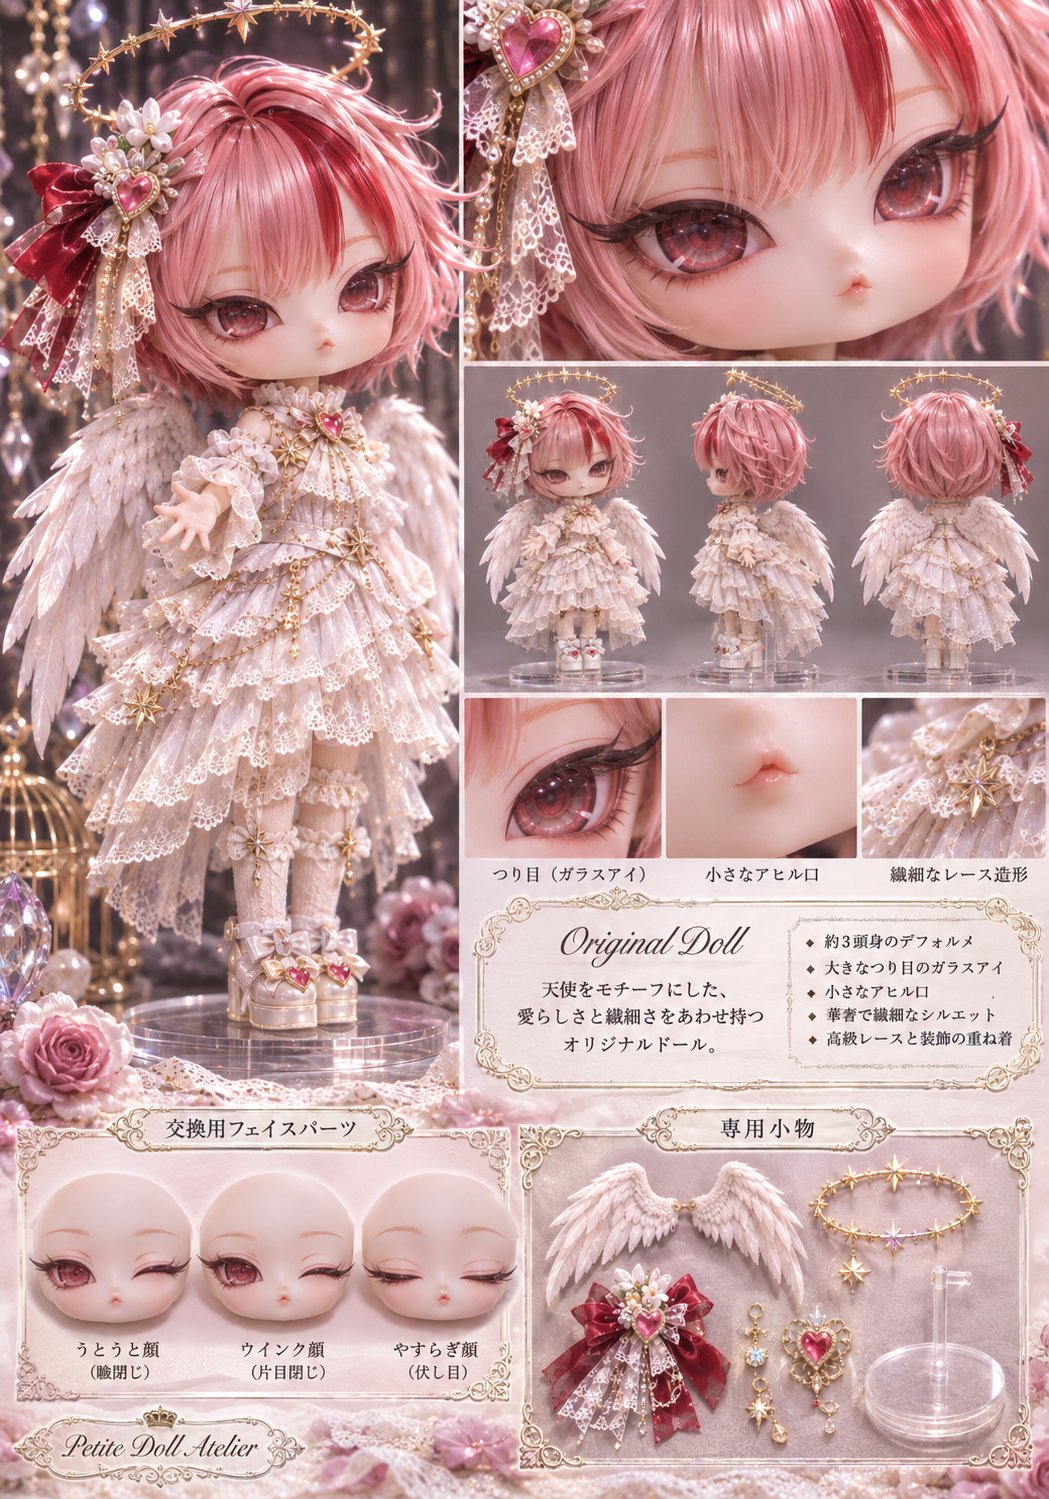 つり目（ガラスアイ）
小さなアヒル口
繊細なレース造形
Original Doll
天使をモチーフにした、
愛らしさと繊細さをあわせ持つ
オリジナルドール。
◆ 約3頭身のデフォルメ
◆ 大きなつり目のガラスアイ
◆ 小さなアヒル口
◆ 華奢で繊細なシルエット
◆ 高級レースと装飾の重ね着
交換用フェイスパーツ
うとうと顔
（瞼閉じ）
ウインク顔
（片目閉じ）
やすらぎ顔
（伏し目）
専用小物
Petite Doll Atelier